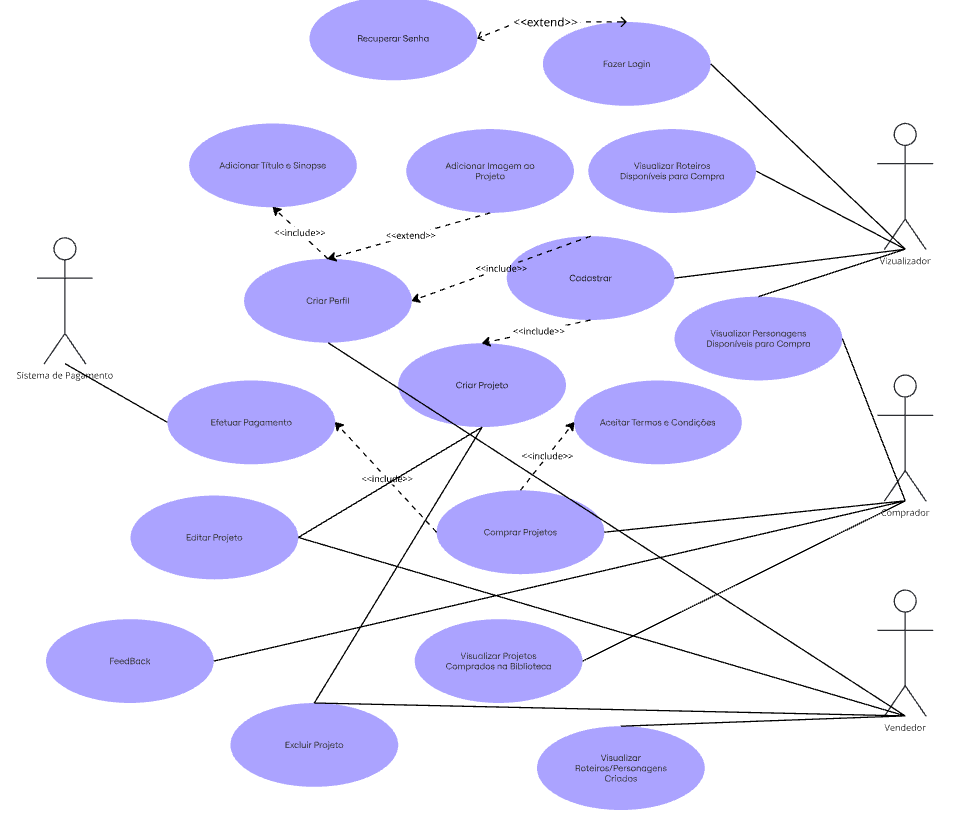 Recuperar Senha
<<extend>>
Fazer Login
Adicionar Título e Sinopse
Adicionar Imagem ao
Projeto
Visualizar Roteiros
Disponíveis para Compra
<<include>>
<<extend>>
Vizualizador
<<include>>
Cadastrar
Criar Perfil
<<include>>
Visualizar Personagens
Disponíveis para Compra
Sistema de Pagamento
Criar Projeto
Efetuar Pagamento
Aceitar Termos e Condições
<<include>>
<<include>>
Comprador
Editar Projeto
Comprar Projetos
FeedBack
Visualizar Projetos
Comprados na Biblioteca
Vendedor
Excluir Projeto
Visualizar
Roteiros/Personagens
Criados